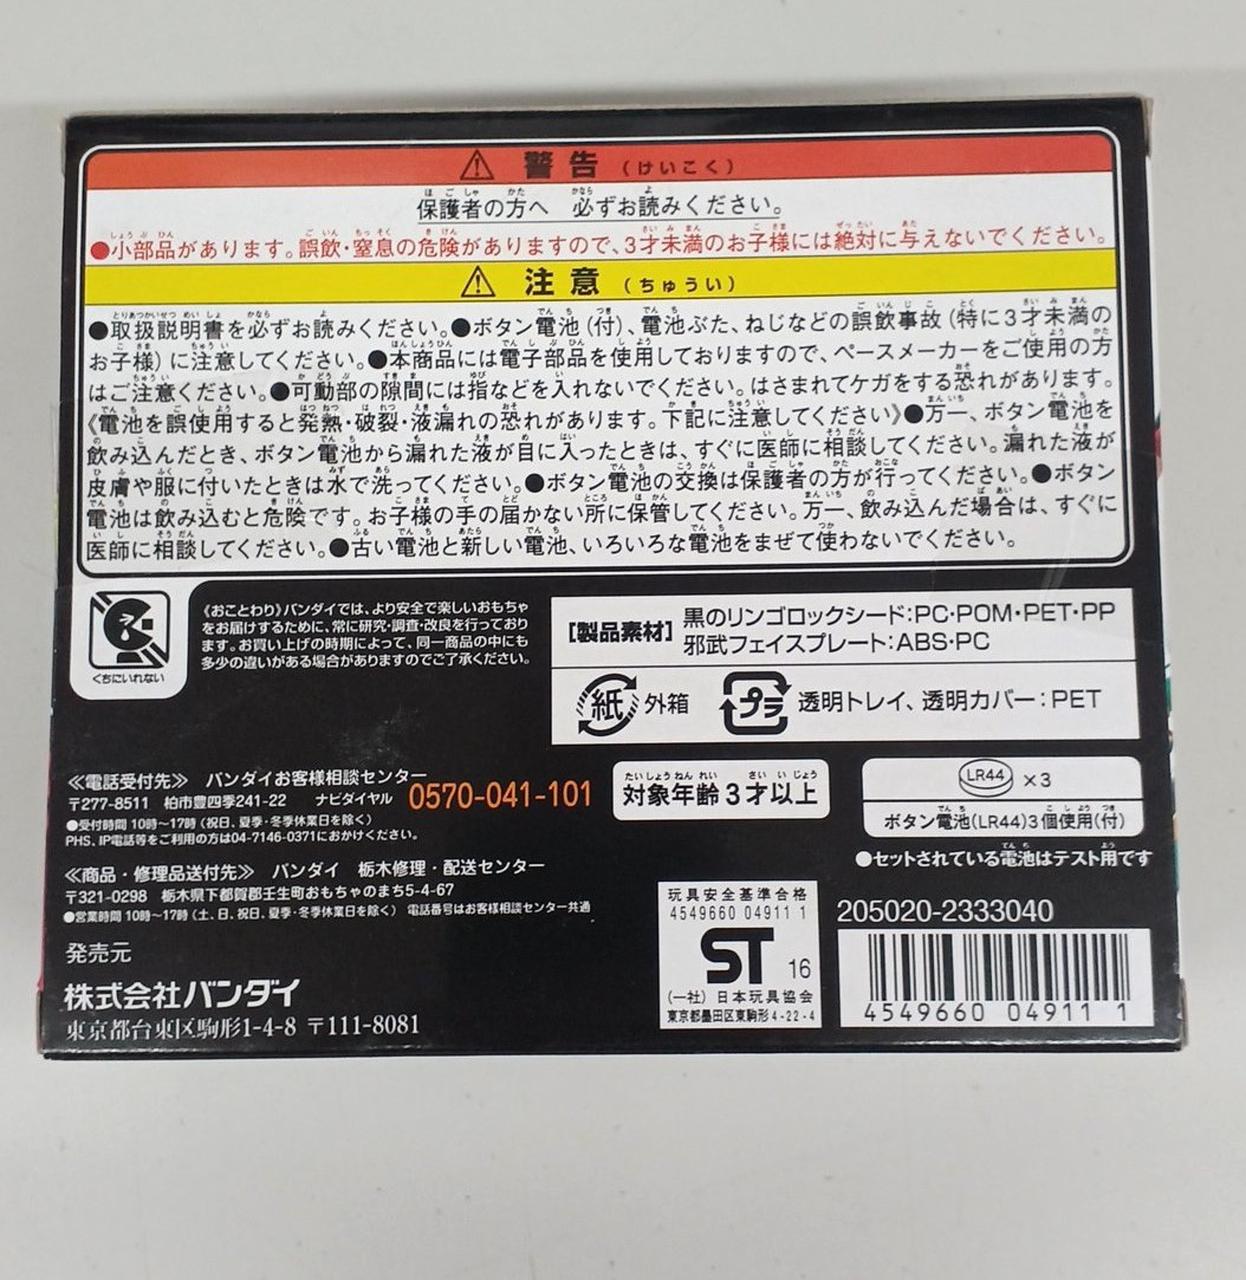 ⚠ 警告 (けいこく)
保護者の方へ 必ずお読みください。
●小部品があります。誤飲・窒息の危険がありますので、3才未満のお子様には絶対に与えないでください。
⚠ 注意 (ちゅうい)
●取扱説明書を必ずお読みください。●ボタン電池(付)、電池ぶた、ねじなどの誤飲事故(特に3才未満の
お子様)に注意してください。●本商品には電子部品を使用しておりますので、ペースメーカーをご使用の方
はご注意ください。●可動部の隙間には指などを入れないでください。はさまれてケガをする恐れがあります。
《電池を誤使用すると発熱・破裂・液漏れの恐れがあります。下記に注意してください》●万一、ボタン電池を
飲み込んだとき、ボタン電池から漏れた液が目に入ったときは、すぐに医師に相談してください。漏れた液が
皮膚や服に付いたときは水で洗ってください。●ボタン電池の交換は保護者の方が行ってください。●ボタン
電池は飲み込むと危険です。お子様の手の届かない所に保管してください。万一、飲み込んだ場合は、すぐに
医師に相談してください。●古い電池と新しい電池、いろいろな電池をまぜて使わないでください。
くちにいれない
《おことわり》バンダイでは、より安全で楽しいおもちゃ
をお届けするために、常に研究・調査・改良を行っており
ます。お買い上げの時期によって、同一商品の中にも
多少の違いがある場合がありますのでご了承ください。
[製品素材] 黒のリンゴロックシード:PC・POM・PET・PP
邪武フェイスプレート:ABS・PC
紙 外箱 プラ 透明トレイ、透明カバー:PET
≪電話受付先≫ バンダイお客様相談センター
〒277-8511 柏市豊四季241-22 ナビダイヤル 0570-041-101
●受付時間 10時〜17時(祝日、夏季・冬季休業日を除く)
PHS、IP電話等をご利用の方は04-7146-0371におかけください。
≪商品・修理品送付先≫ バンダイ 栃木修理・配送センター
〒321-0298 栃木県下都賀郡壬生町おもちゃのまち5-4-67
●営業時間 10時〜17時(土、日、祝日、夏季・冬季休業日を除く) 電話番号はお客様相談センター共通
発売元
株式会社バンダイ
東京都台東区駒形1-4-8 〒111-8081
対象年齢3才以上
LR44 ×3
ボタン電池(LR44)3個使用(付)
●セットされている電池はテスト用です
玩具安全基準合格
4549660 04911 1
ST 16
(一社)日本玩具協会
東京都墨田区東駒形4-22-4
205020-2333040
4549660 04911 1